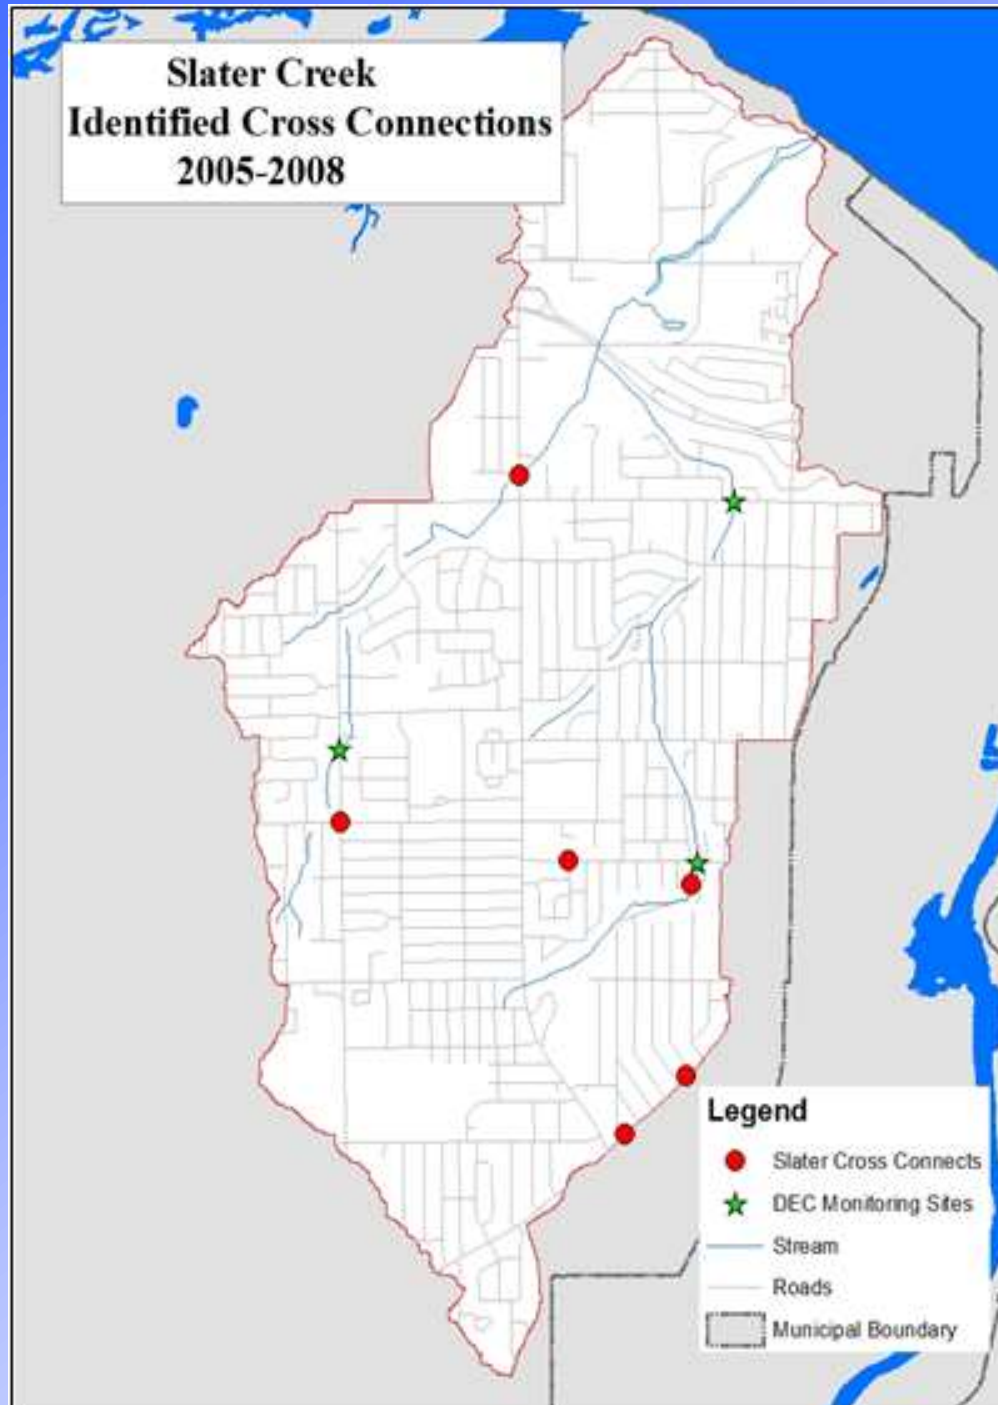 Slater Creek
Identified Cross Connections
2005-2008
Legend
Slater Cross Connects
DEC Monitoring Sites
Stream
Roads
Municipal Boundary